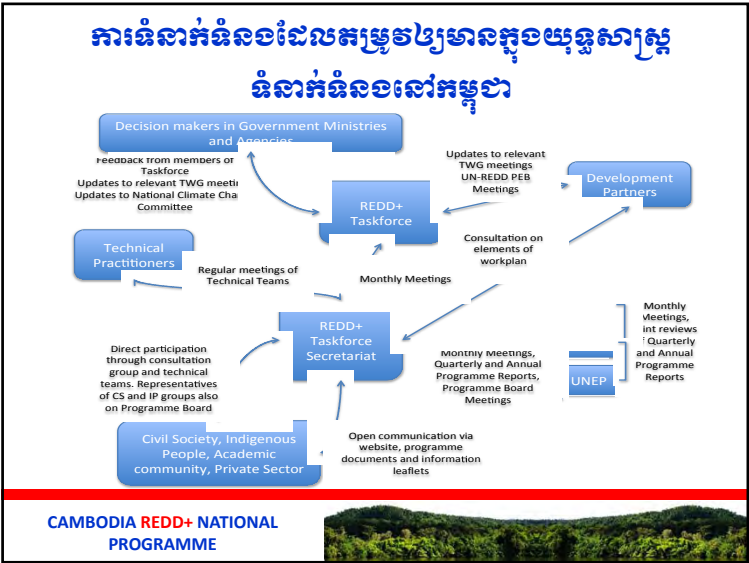 ការទំនាក់ទំនងដែលតម្រូវឲ្យមានក្នុងយុទ្ធសាស្ត្រ
ទំនាក់ទំនងនៅកម្ពុជា
Decision makers in Government Ministries
and Agencies
Feedback from members of
Taskforce
Updates to relevant TWG meeti
Updates to National Climate Cha
Committee
Updates to relevant
TWG meetings
UN-REDD PEB
Meetings
Development
Partners
REDD+
Taskforce
Technical
Practitioners
Regular meetings of
Technical Teams
Monthly Meetings
Consultation on
elements of
workplan
REDD+
Taskforce
Secretariat
Monthly
Meetings,
int reviews
Quarterly
and Annual
Programme
Reports
Direct participation
through consultation
group and technical
teams. Representatives
of CS and IP groups also
on Programme Board
Monthly Meetings,
Quarterly and Annual
Programme Reports,
Programme Board
Meetings
UNEP
Civil Society, Indigenous
People, Academic
community, Private Sector
Open communication via
website, programme
documents and information
leaflets
CAMBODIA REDD+ NATIONAL
PROGRAMME